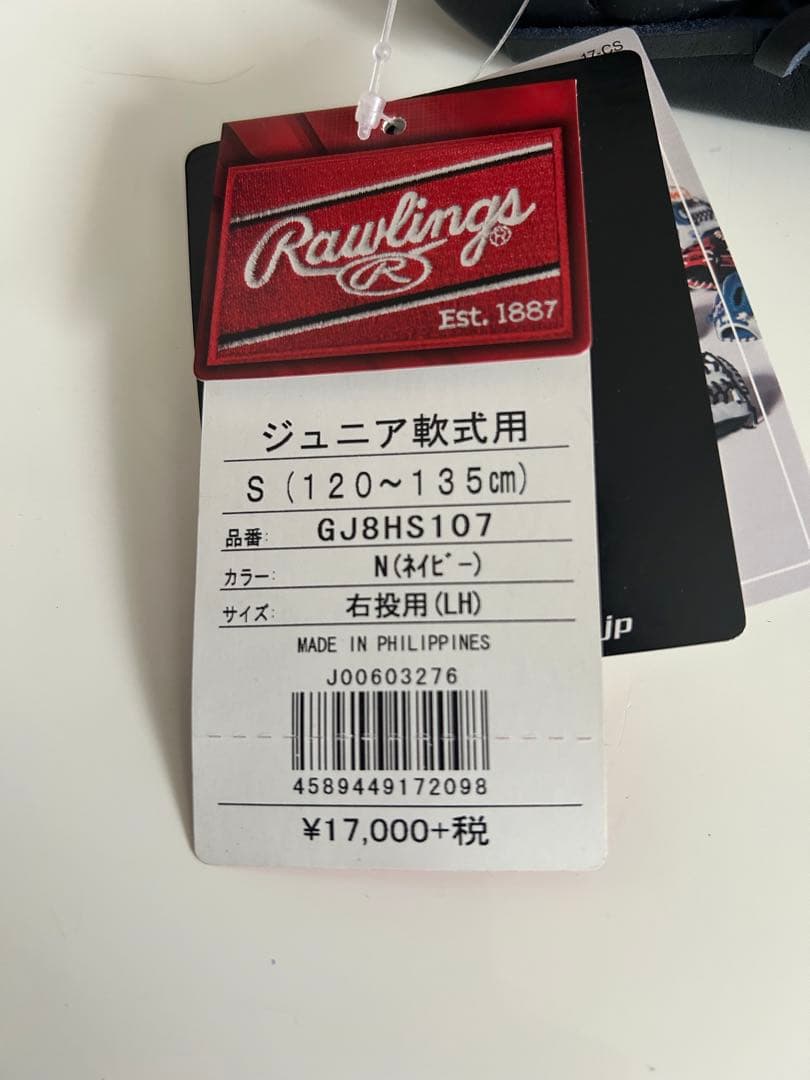 17-CS
Rawlings®
R
Est. 1887
ジュニア軟式用
S(120～135㎝)
品番: GJ8HS107
カラー: N(ﾈｲﾋﾞｰ)
サイズ: 右投用(LH)
MADE IN PHILIPPINES
J00603276
4589449172098
¥17,000+税
.jp